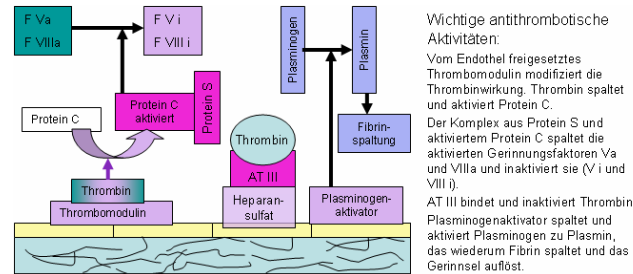 F Va
F VIIIa
F V i
F VIII i
Protein C
Protein C
aktiviert
Protein S
Thrombin
Thrombomodulin
Thrombin
AT III
Heparan-
sulfat
Plasminogen
Plasmin
Fibrin-
spaltung
Plasminogen-
aktivator
Wichtige antithrombotische
Aktivitäten:
Vom Endothel freigesetztes
Thrombomodulin modifiziert die
Thrombinwirkung. Thrombin spaltet
und aktiviert Protein C.
Der Komplex aus Protein S und
aktiviertem Protein C spaltet die
aktivierten Gerinnungsfaktoren Va
und VIIIa und inaktiviert sie (V i und
VIII i).
AT III bindet und inaktiviert Thrombin
Plasminogenaktivator spaltet und
aktiviert Plasminogen zu Plasmin,
das wiederum Fibrin spaltet und das
Gerinnsel auflöst.